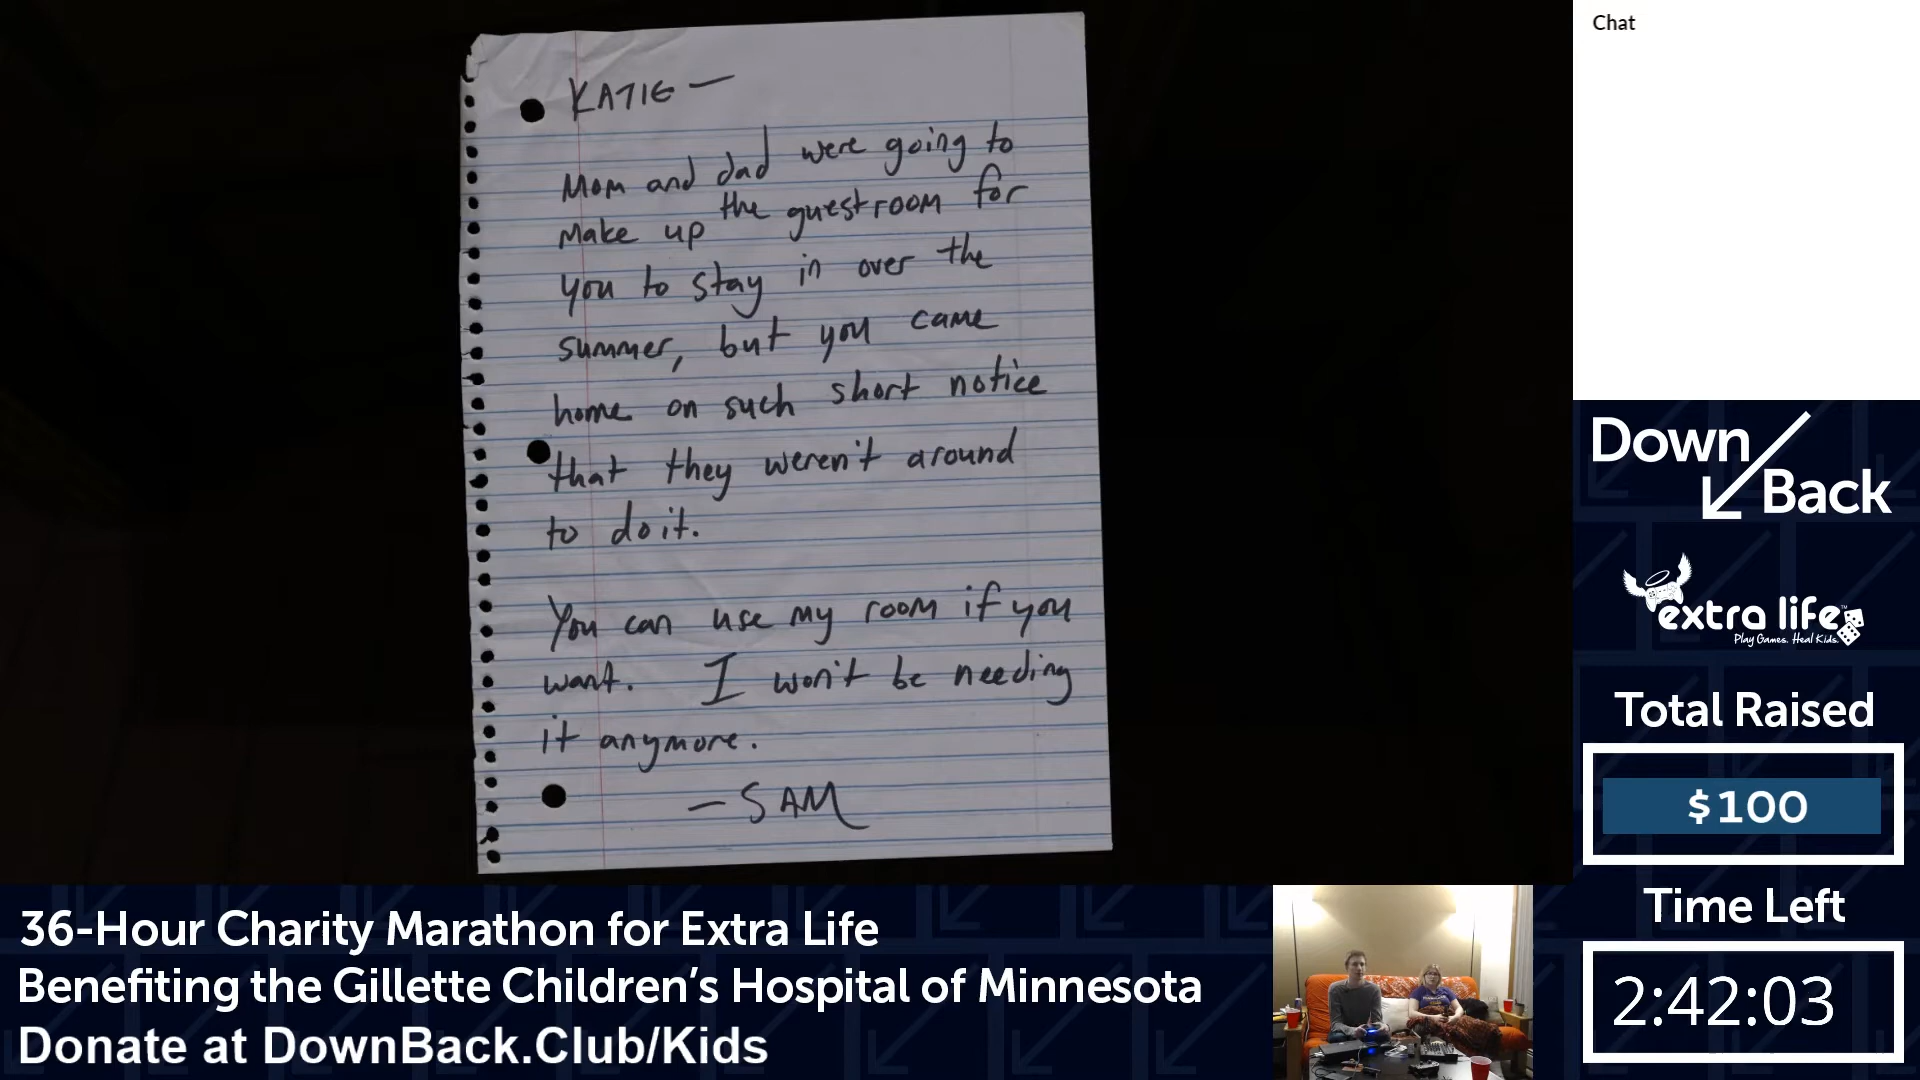 KATIE —
Mom and dad were going to
make up the guestroom for
you to stay in over the
summer, but you came
home on such short notice
that they weren't around
to do it.
You can use my room if you
want. I won't be needing
it anymore.
— SAM
Chat
Down
Back
extra life
Play Games. Heal Kids.
Total Raised
$100
Time Left
2:42:03
36-Hour Charity Marathon for Extra Life
Benefiting the Gillette Children's Hospital of Minnesota
Donate at DownBack.Club/Kids